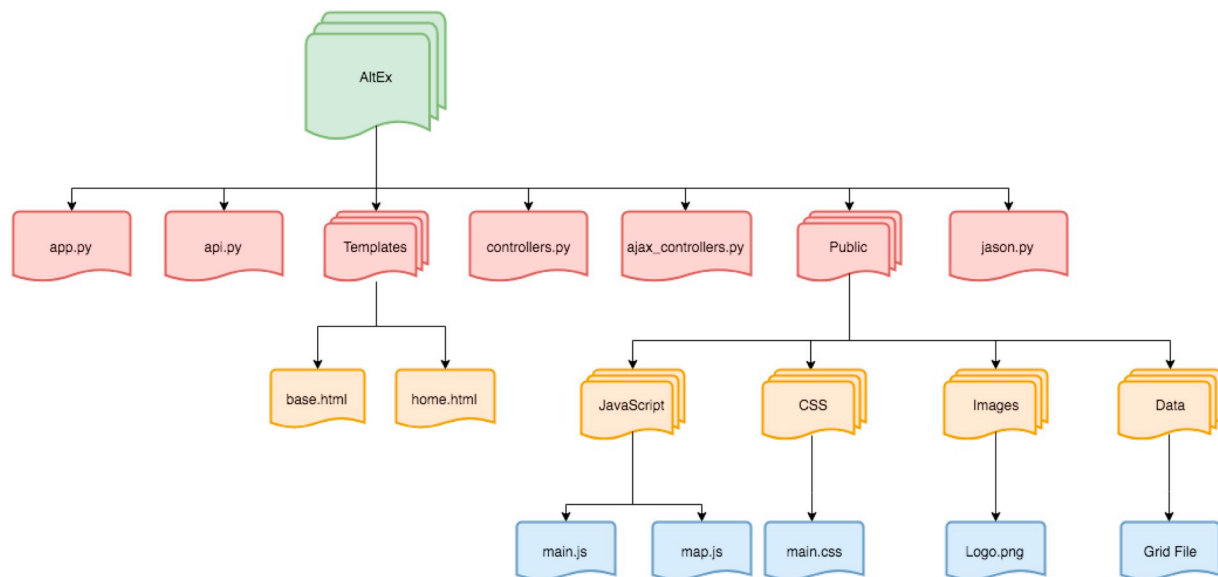 AltEx
app.py
api.py
Templates
controllers.py
ajax_controllers.py
Public
jason.py
base.html
home.html
JavaScript
CSS
Images
Data
main.js
map.js
main.css
Logo.png
Grid File